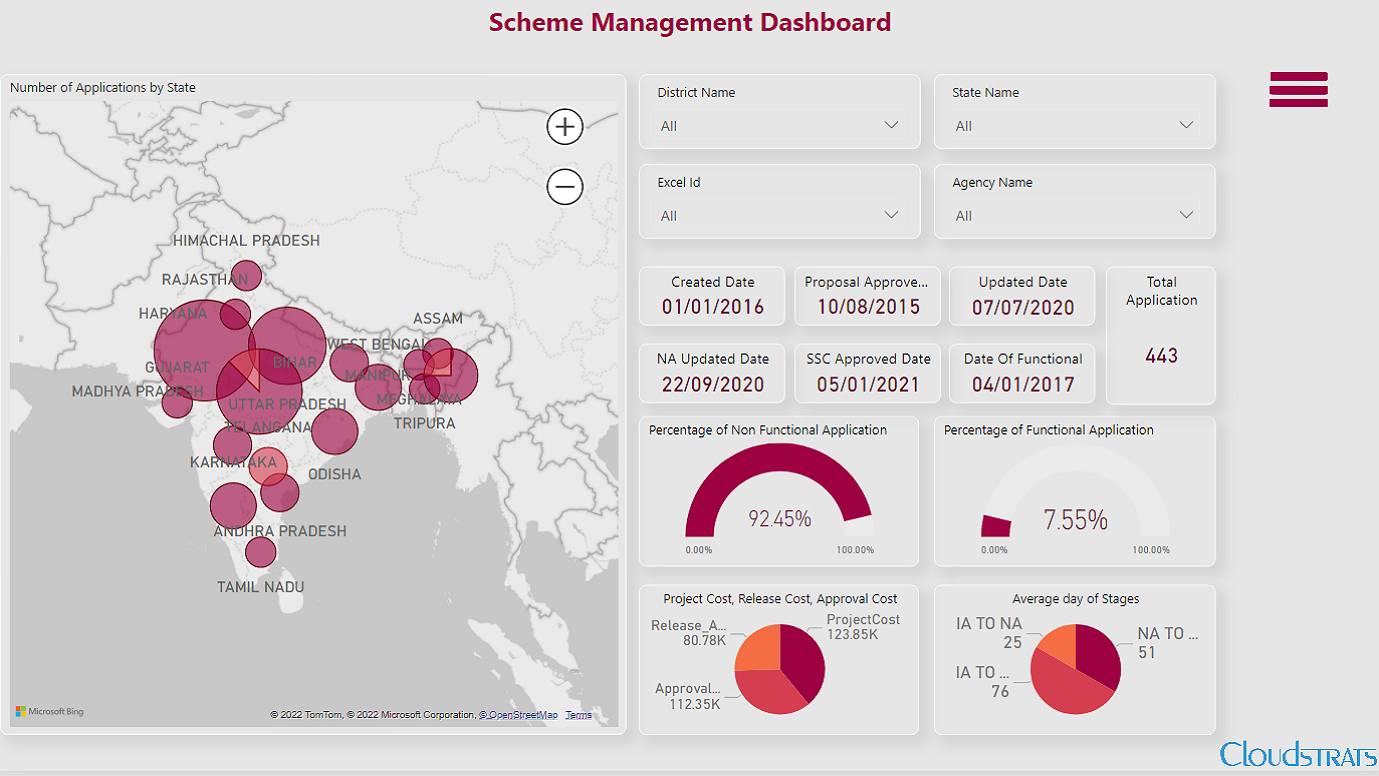 Scheme Management Dashboard
Number of Applications by State
HIMACHAL PRADESH
RAJASTHAN
HARYANA
ASSAM
WEST BENGAL
BIHAR
GUJARAT
MANIPUR
MADHYA PRADESH
MEGHALAYA
UTTAR PRADESH
TRIPURA
TELANGANA
KARNATAKA
ODISHA
ANDHRA PRADESH
TAMIL NADU
Microsoft Bing
© 2022 TomTom, © 2022 Microsoft Corporation, © OpenStreetMap Terms
District Name
All
State Name
All
Excel Id
All
Agency Name
All
Created Date
01/01/2016
Proposal Approve...
10/08/2015
Updated Date
07/07/2020
Total
Application
443
NA Updated Date
22/09/2020
SSC Approved Date
05/01/2021
Date Of Functional
04/01/2017
Percentage of Non Functional Application
92.45%
0.00%
100.00%
Percentage of Functional Application
7.55%
0.00%
100.00%
Project Cost, Release Cost, Approval Cost
Release_A...
80.78K
ProjectCost
123.85K
Approval...
112.35K
Average day of Stages
IA TO NA
25
NA TO ...
51
IA TO ...
76
CLOUDSTRATS